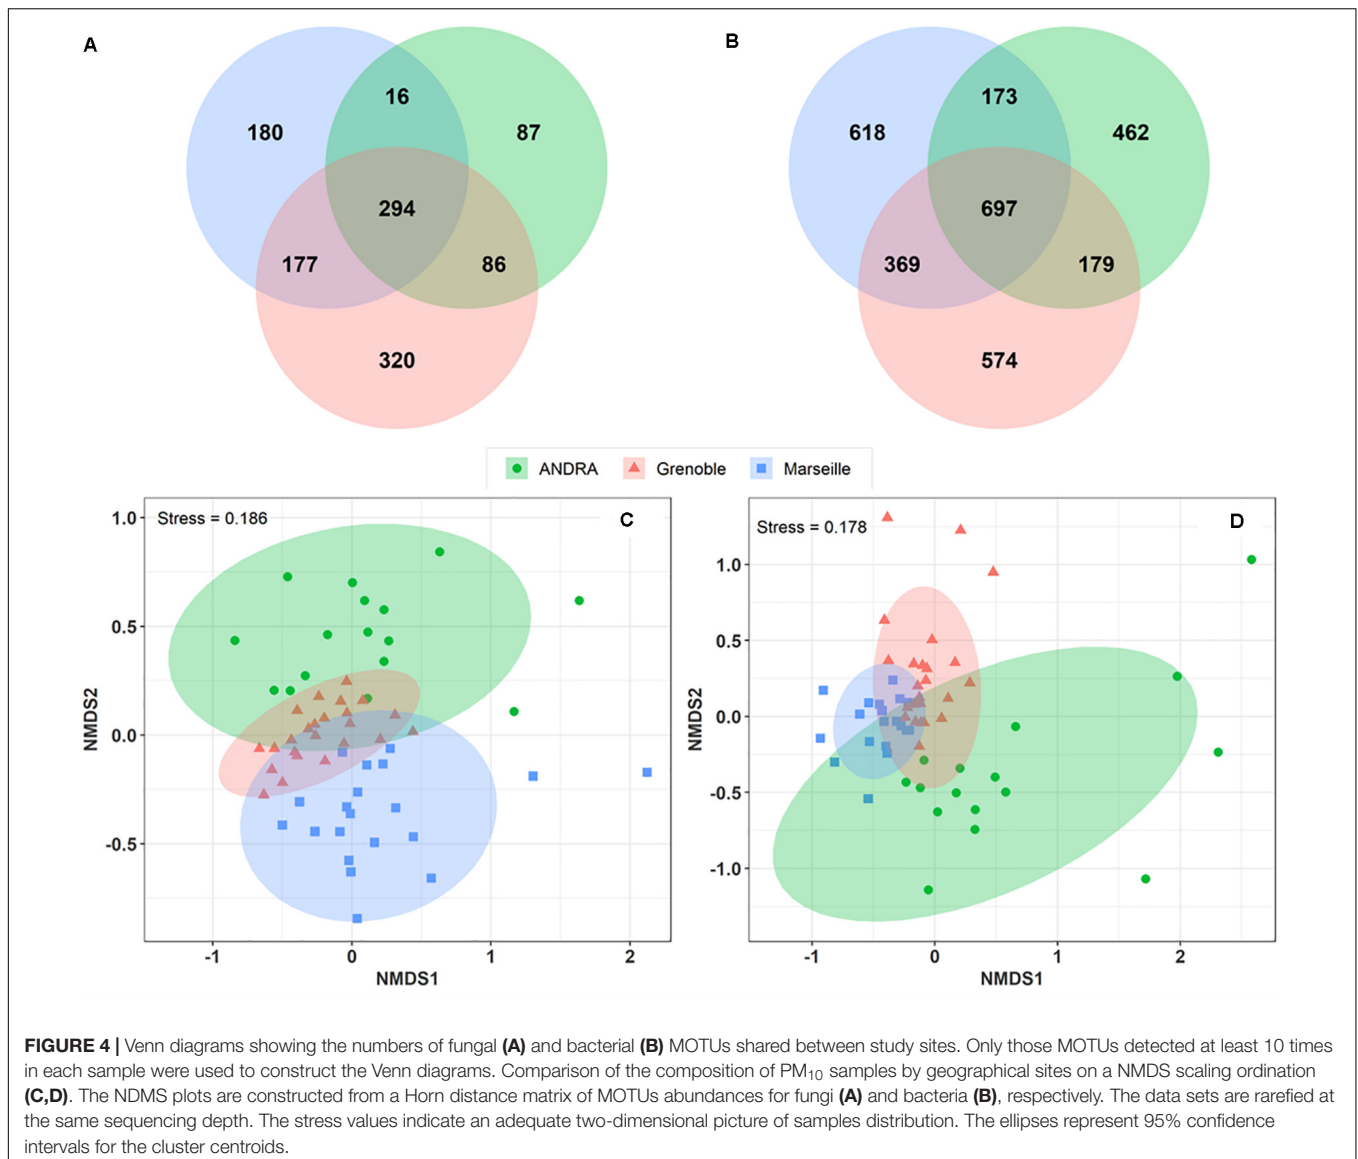 A
B
16
180
87
294
177
86
320
173
618
462
697
369
179
574
ANDRA
Grenoble
Marseille
Stress = 0.186
C
1.0
0.5
0.0
-0.5
NMDS2
-1
0
1
2
NMDS1
Stress = 0.178
D
1.0
0.5
0.0
-0.5
-1.0
NMDS2
-1
0
1
2
NMDS1
FIGURE 4 | Venn diagrams showing the numbers of fungal (A) and bacterial (B) MOTUs shared between study sites. Only those MOTUs detected at least 10 times
in each sample were used to construct the Venn diagrams. Comparison of the composition of PM10 samples by geographical sites on a NMDS scaling ordination
(C,D). The NDMS plots are constructed from a Horn distance matrix of MOTUs abundances for fungi (A) and bacteria (B), respectively. The data sets are rarefied at
the same sequencing depth. The stress values indicate an adequate two-dimensional picture of samples distribution. The ellipses represent 95% confidence
intervals for the cluster centroids.